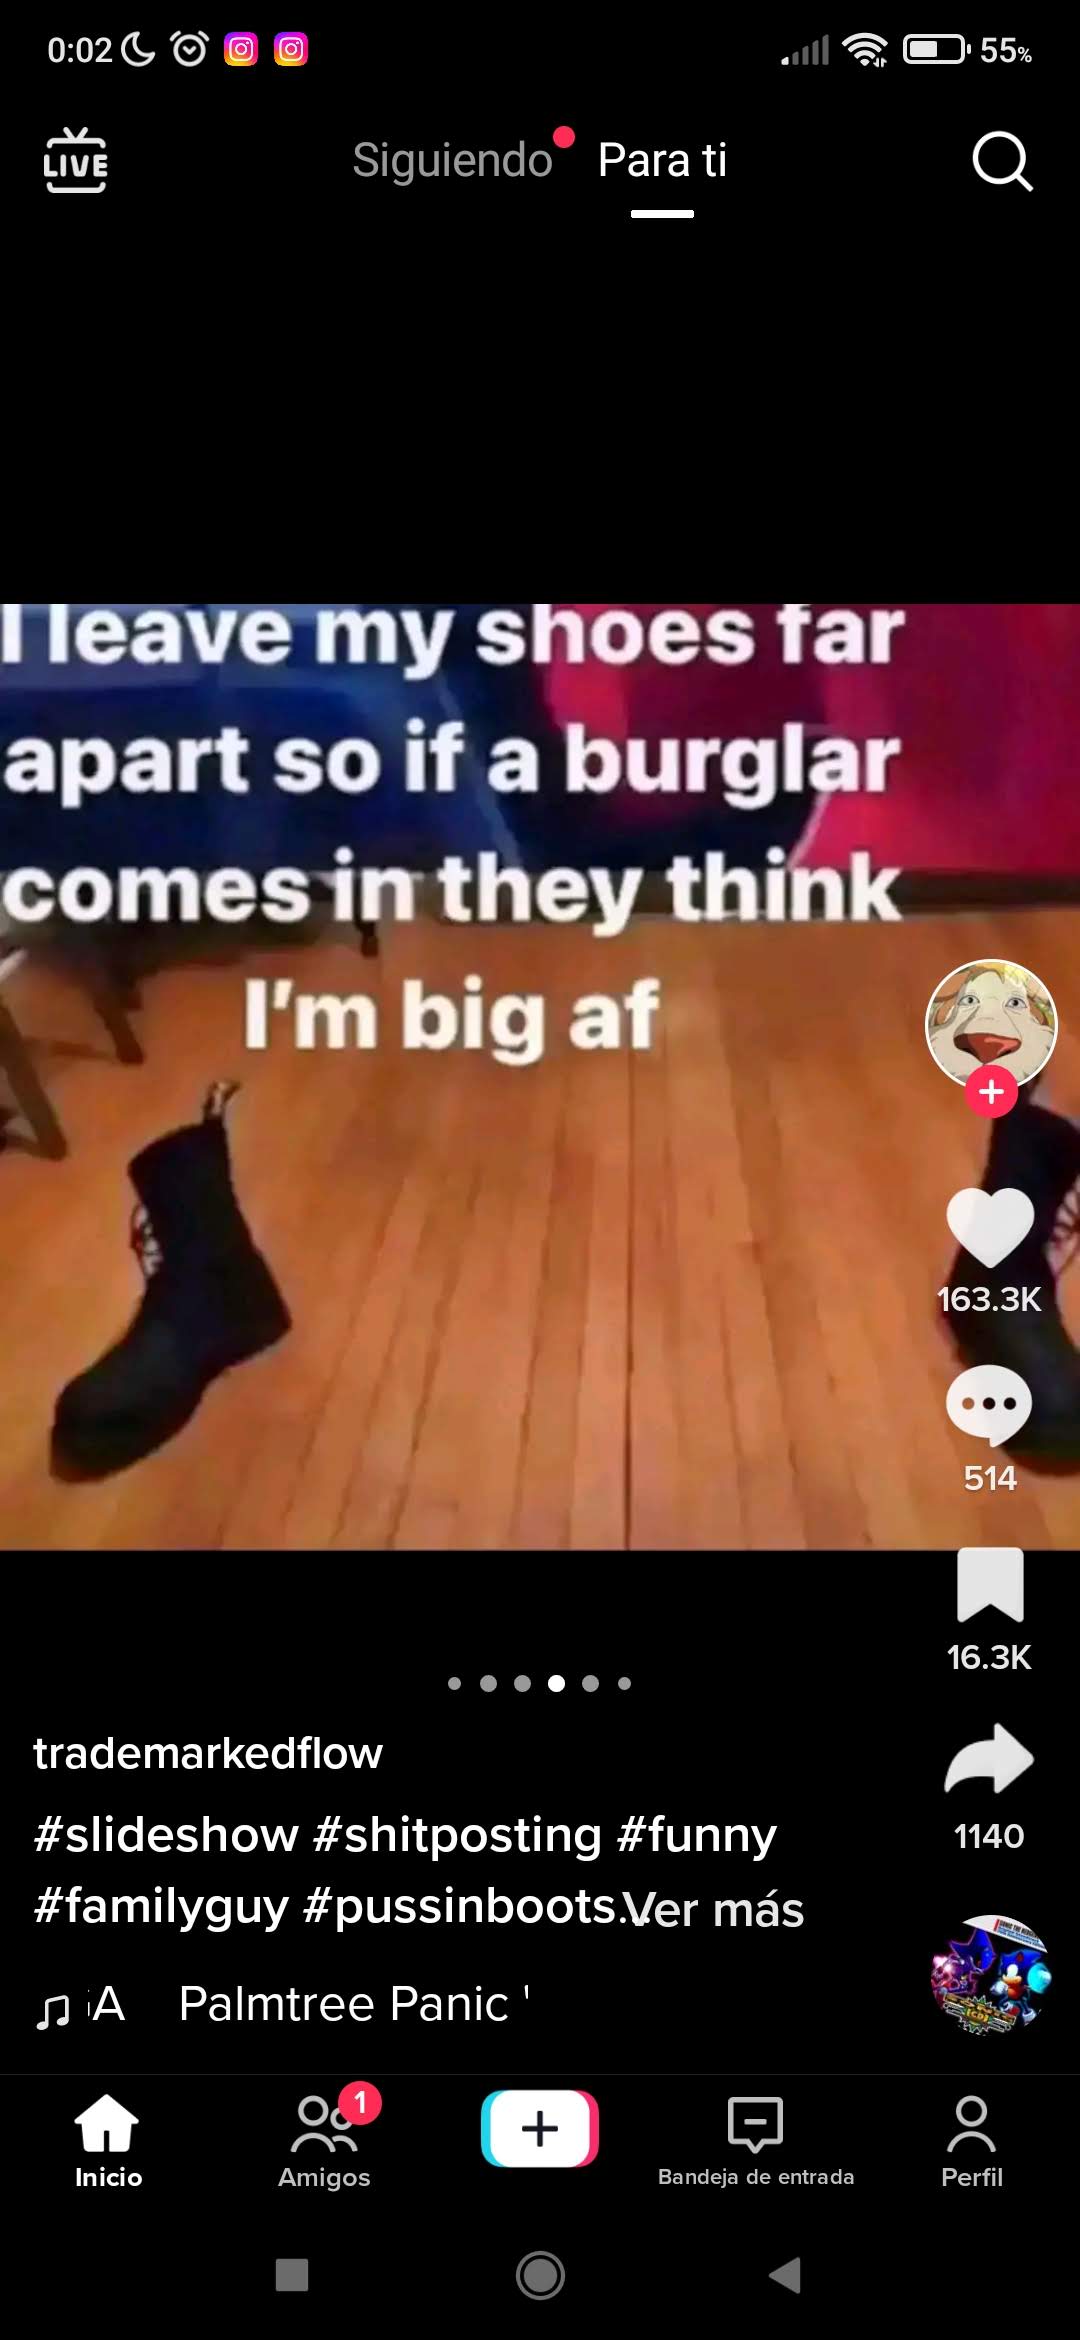 0:02
55%
LIVE
Siguiendo
Para ti
I leave my shoes far
apart so if a burglar
comes in they think
I'm big af
163.3K
514
16.3K
1140
trademarkedflow
#slideshow #shitposting #funny
#familyguy #pussinboots... Ver más
Palmtree Panic '
1
Inicio
Amigos
Bandeja de entrada
Perfil